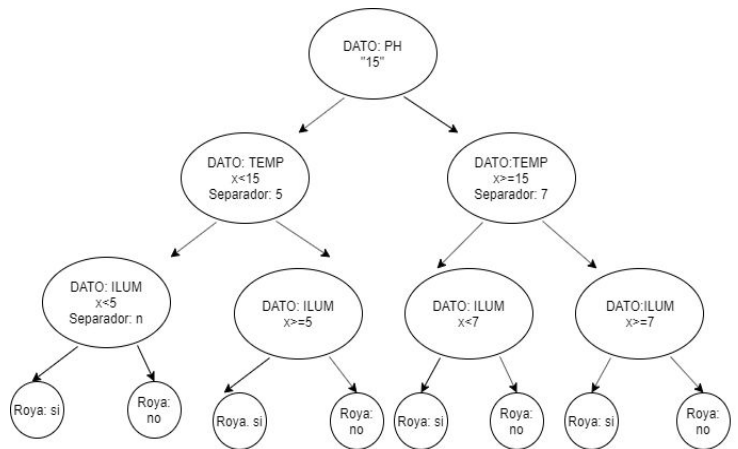 DATO: PH
"15"
DATO: TEMP
x<15
Separador: 5
DATO:TEMP
x>=15
Separador: 7
DATO: ILUM
x<5
Separador: n
DATO: ILUM
x>=5
DATO: ILUM
x<7
DATO:ILUM
x>=7
Roya: si
Roya:
no
Roya. si
Roya:
no
Roya: si
Roya:
no
Roya: si
Roya:
no